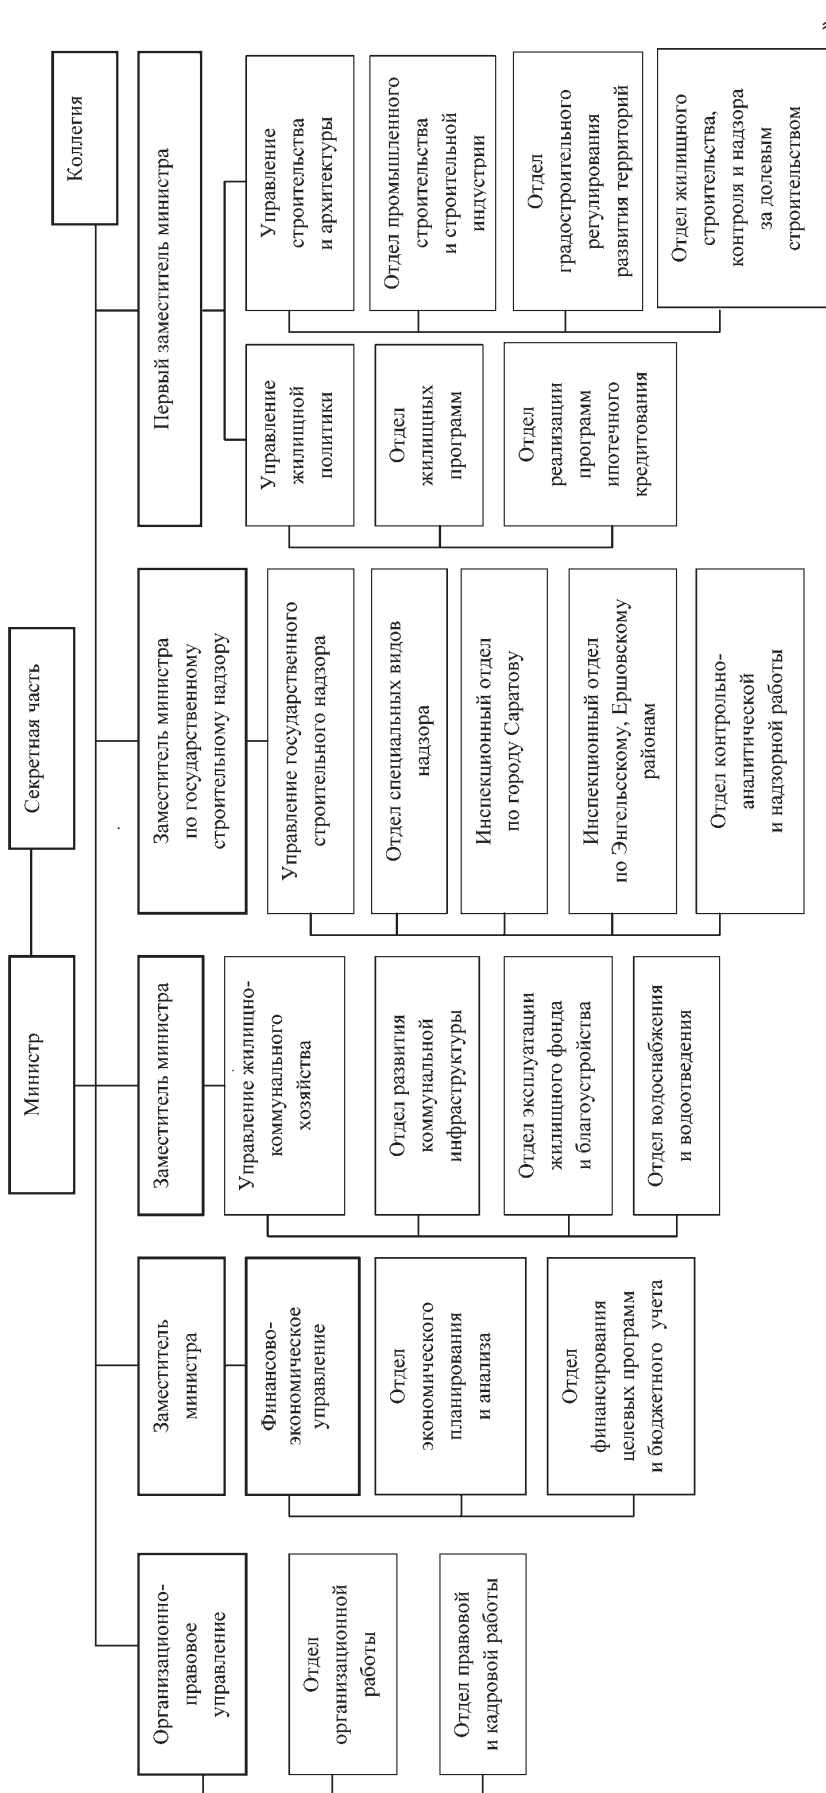 Министр
Секретная часть
Коллегия
Организационно-
правовое
управление
Отдел
организационной
работы
Отдел правовой
и кадровой работы
Заместитель
министра
Финансово-
экономическое
управление
Отдел
экономического
планирования
и анализа
Отдел
финансирования
целевых программ
и бюджетного учета
Заместитель министра
Управление жилищно-
коммунального
хозяйства
Отдел развития
коммунальной
инфраструктуры
Отдел эксплуатации
жилищного фонда
и благоустройства
Отдел водоснабжения
и водоотведения
Заместитель министра
по государственному
строительному надзору
Управление государственного
строительного надзора
Отдел специальных видов
надзора
Инспекционный отдел
по городу Саратову
Инспекционный отдел
по Энгельсскому, Ершовскому
районам
Отдел контрольно-
аналитической
и надзорной работы
Первый заместитель министра
Управление
жилищной
политики
Отдел
жилищных
программ
Отдел
реализации
программ
ипотечного
кредитования
Управление
строительства
и архитектуры
Отдел промышленного
строительства
и строительной
индустрии
Отдел
градостроительного
регулирования
развития территорий
Отдел жилищного
строительства,
контроля и надзора
за долевым
строительством